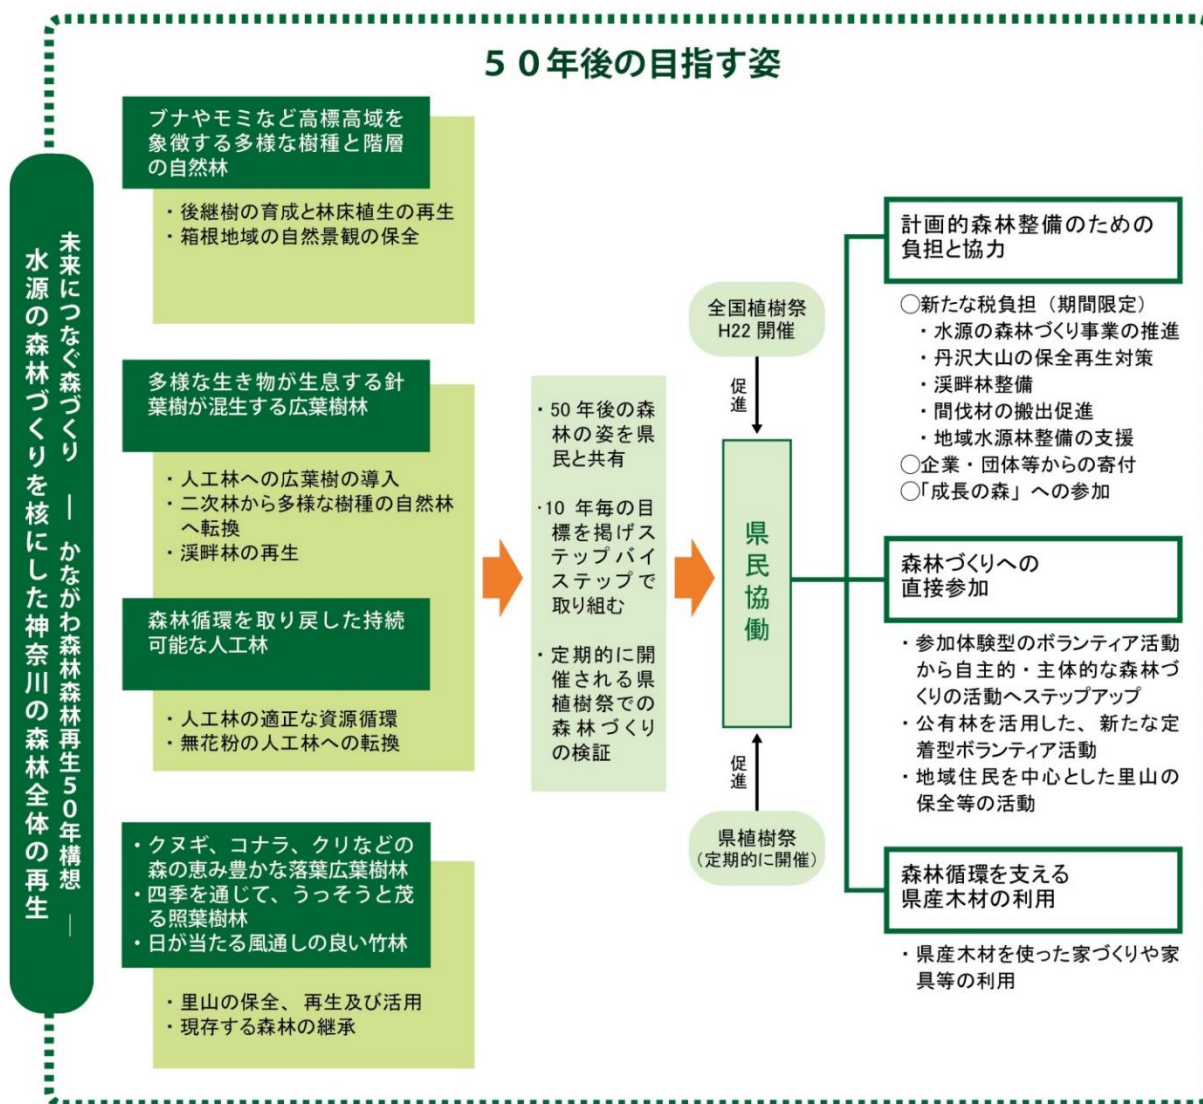 50年後の目指す姿
未来につなぐ森づくり ― かながわ森林森林再生50年構想 ―
水源の森林づくりを核にした神奈川の森林全体の再生
ブナやモミなど高標高域を
象徴する多様な樹種と階層
の自然林
・後継樹の育成と林床植生の再生
・箱根地域の自然景観の保全
多様な生き物が生息する針
葉樹が混生する広葉樹林
・人工林への広葉樹の導入
・二次林から多様な樹種の自然林
へ転換
・渓畔林の再生
森林循環を取り戻した持続
可能な人工林
・人工林の適正な資源循環
・無花粉の人工林への転換
・クヌギ、コナラ、クリなどの
森の恵み豊かな落葉広葉樹林
・四季を通じて、うっそうと茂
る照葉樹林
・日が当たる風通しの良い竹林
・里山の保全、再生及び活用
・現存する森林の継承
・50年後の森
林の姿を県
民と共有
・10年毎の目
標を掲げス
テップバイ
ステップで
取り組む
・定期的に開
催される県
植樹祭での
森林づくり
の検証
全国植樹祭
H22開催
促進
県民協働
促進
県植樹祭
(定期的に開催)
計画的森林整備のための
負担と協力
○新たな税負担（期間限定）
・水源の森林づくり事業の推進
・丹沢大山の保全再生対策
・渓畔林整備
・間伐材の搬出促進
・地域水源林整備の支援
○企業・団体等からの寄付
○「成長の森」への参加
森林づくりへの
直接参加
・参加体験型のボランティア活動
から自主的・主体的な森林づ
くりの活動へステップアップ
・公有林を活用した、新たな定
着型ボランティア活動
・地域住民を中心とした里山の
保全等の活動
森林循環を支える
県産木材の利用
・県産木材を使った家づくりや家
具等の利用